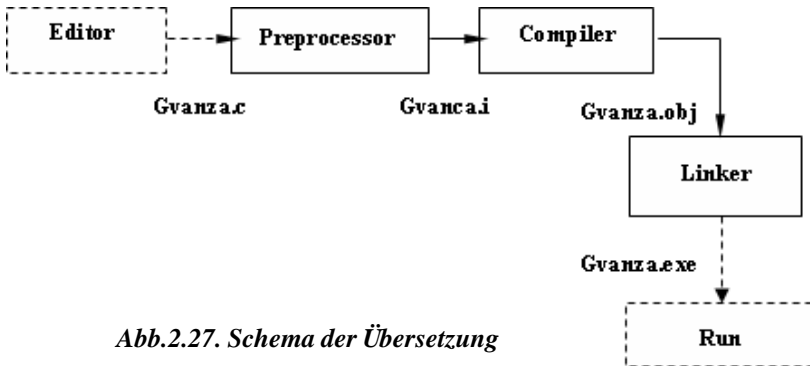 Editor
Preprocessor
Compiler
Gvanza.c
Gvanca.i
Gvanza.obj
Linker
Gvanza.exe
Abb.2.27. Schema der Übersetzung
Run